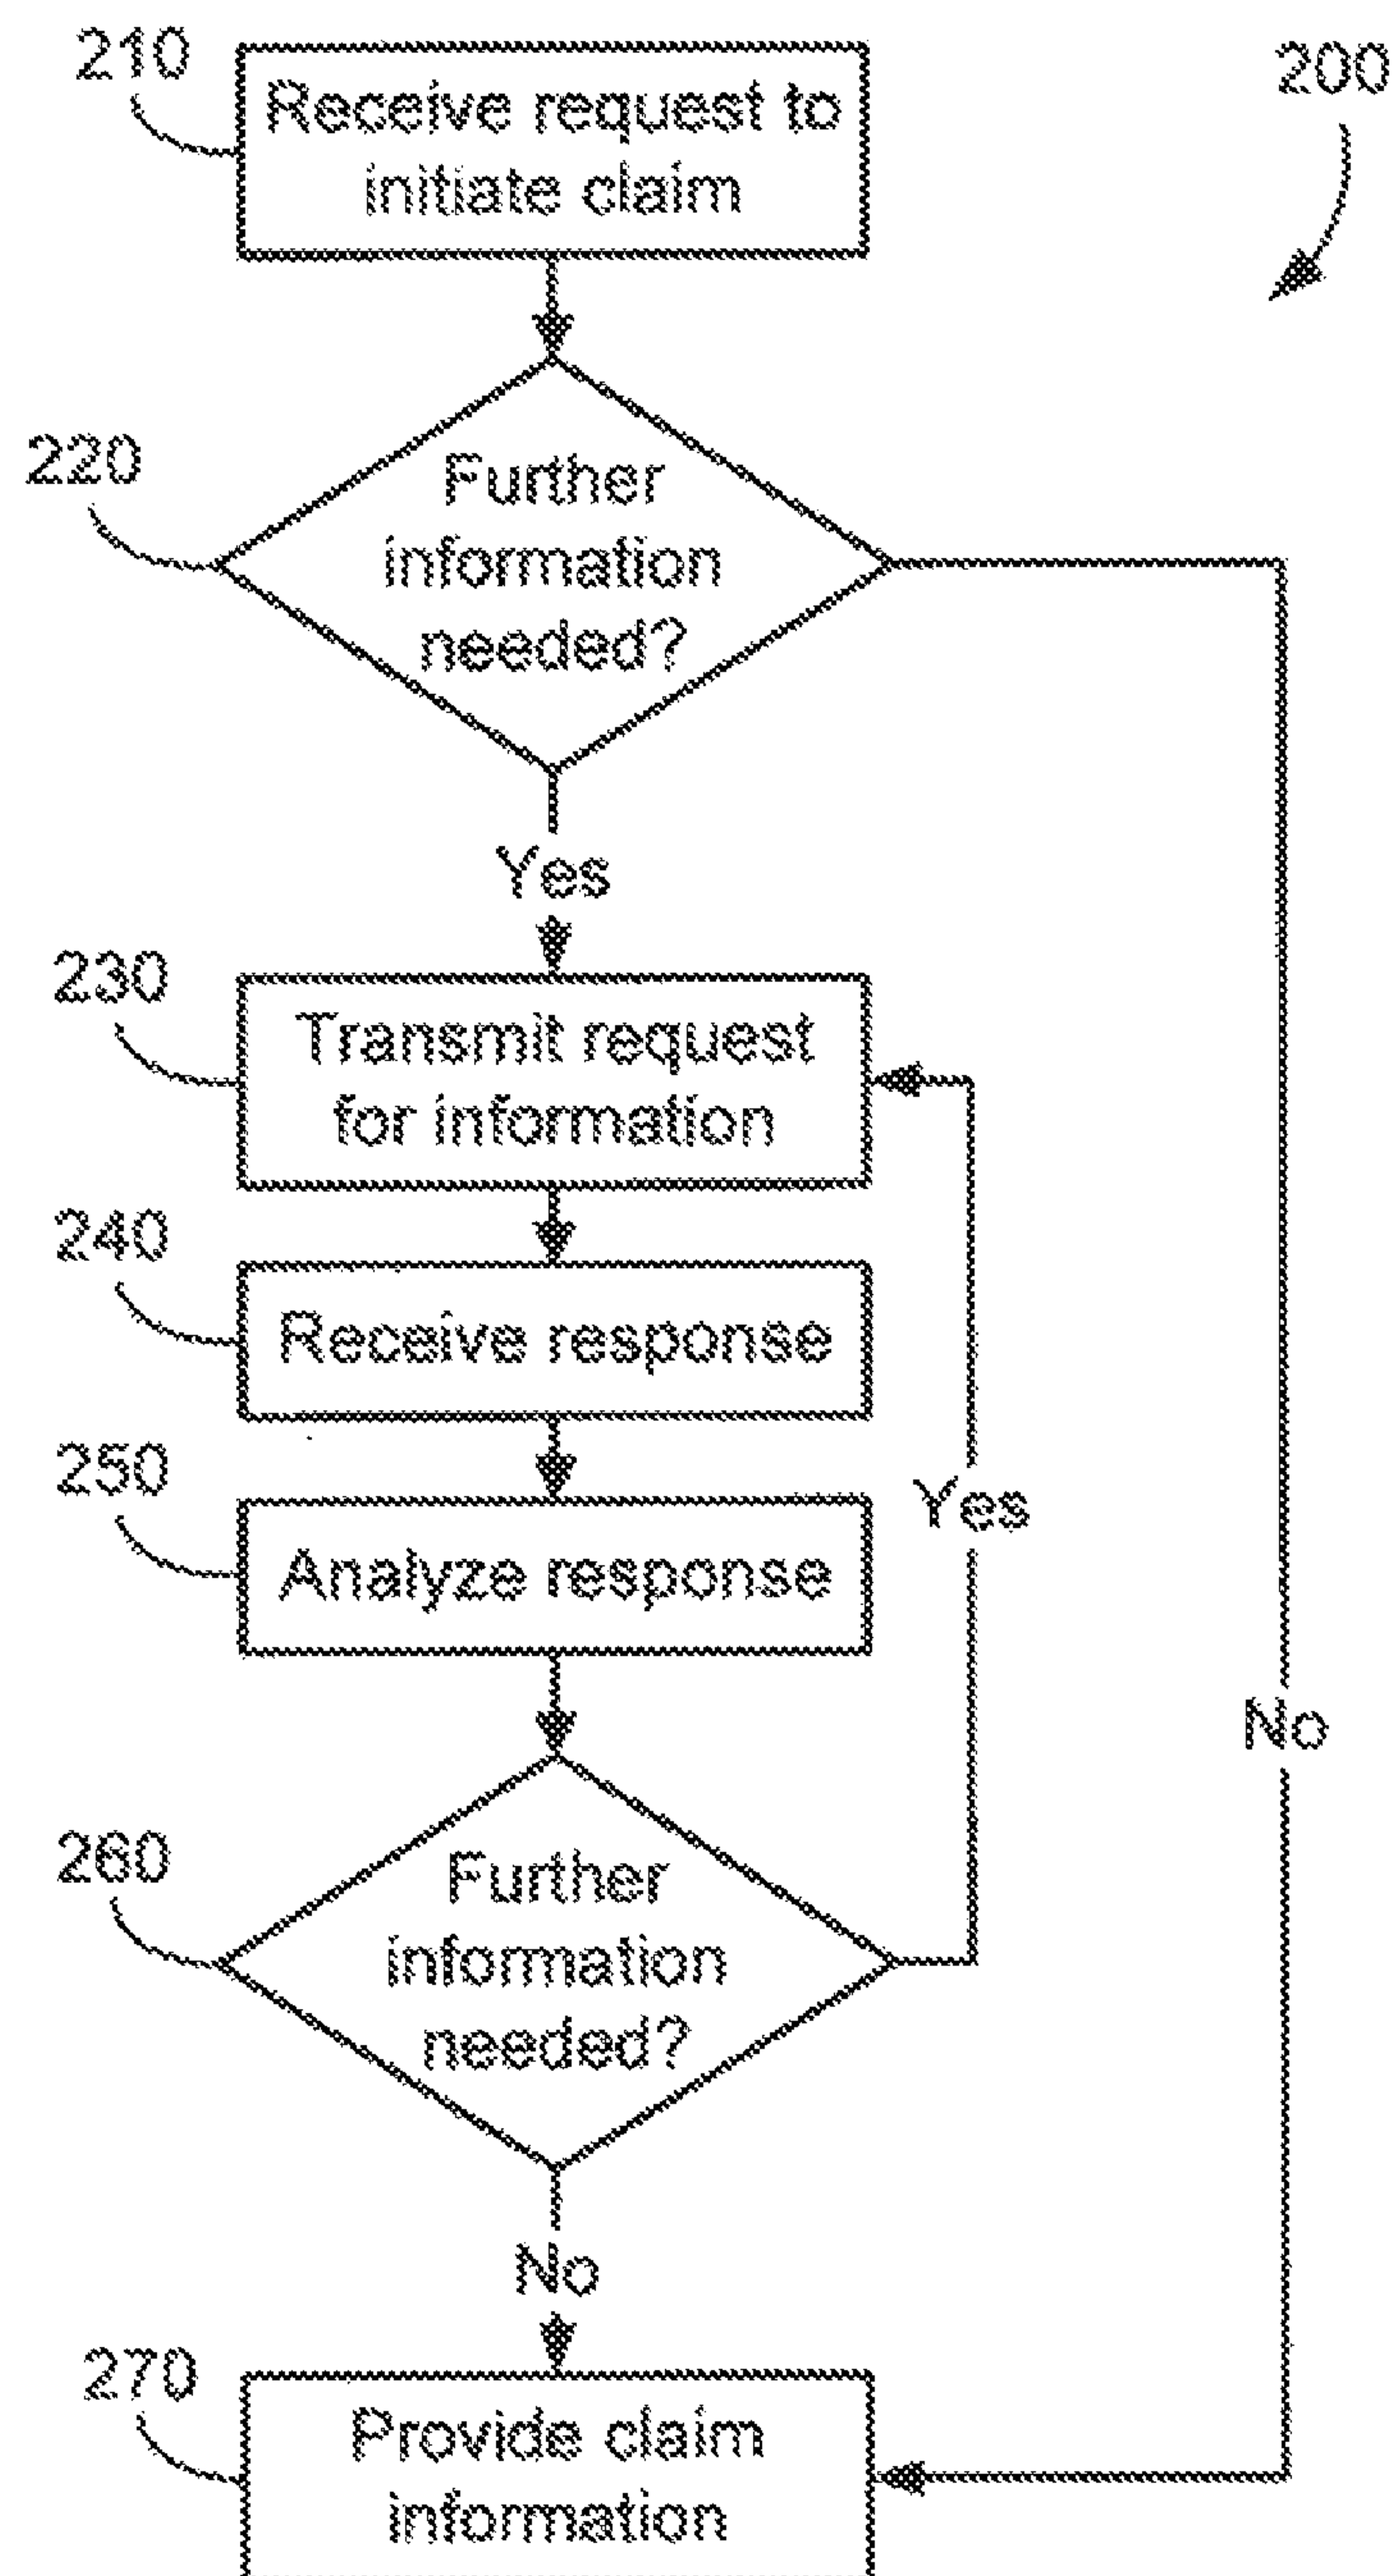 210
200
Receive request to
initiate claim
220
Further
information
needed?
Yes
230
Transmit request
for information
240
Receive response
250
Yes
Analyze response
No
260
Further
information
needed?
No
270
Provide claim
information